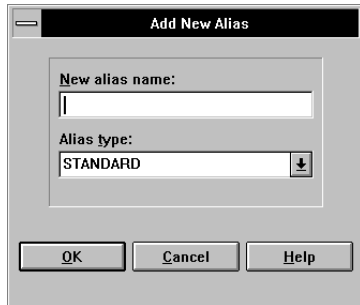 Add New Alias
New alias name:
Alias type:
STANDARD
OK Cancel Help